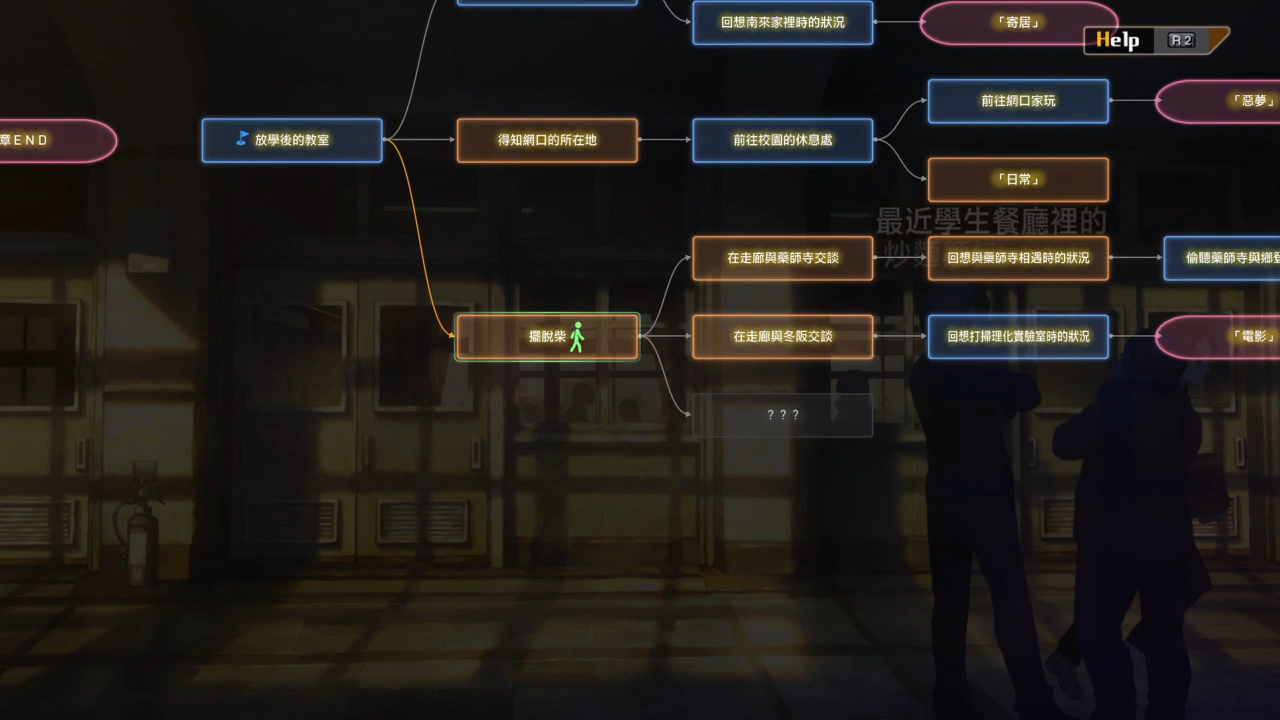 回想南來家裡時的狀況
「寄居」
Help R2
前往網口家玩
「惡夢」
章END
放學後的教室
得知網口的所在地
前往校園的休息處
「日常」
最近學生餐廳裡的
炒麵
在走廊與藥師寺交談
回想與藥師寺相遇時的狀況
偷聽藥師寺與鄉登
擺脫柴
在走廊與冬阪交談
回想打掃理化實驗室時的狀況
「電影」
???